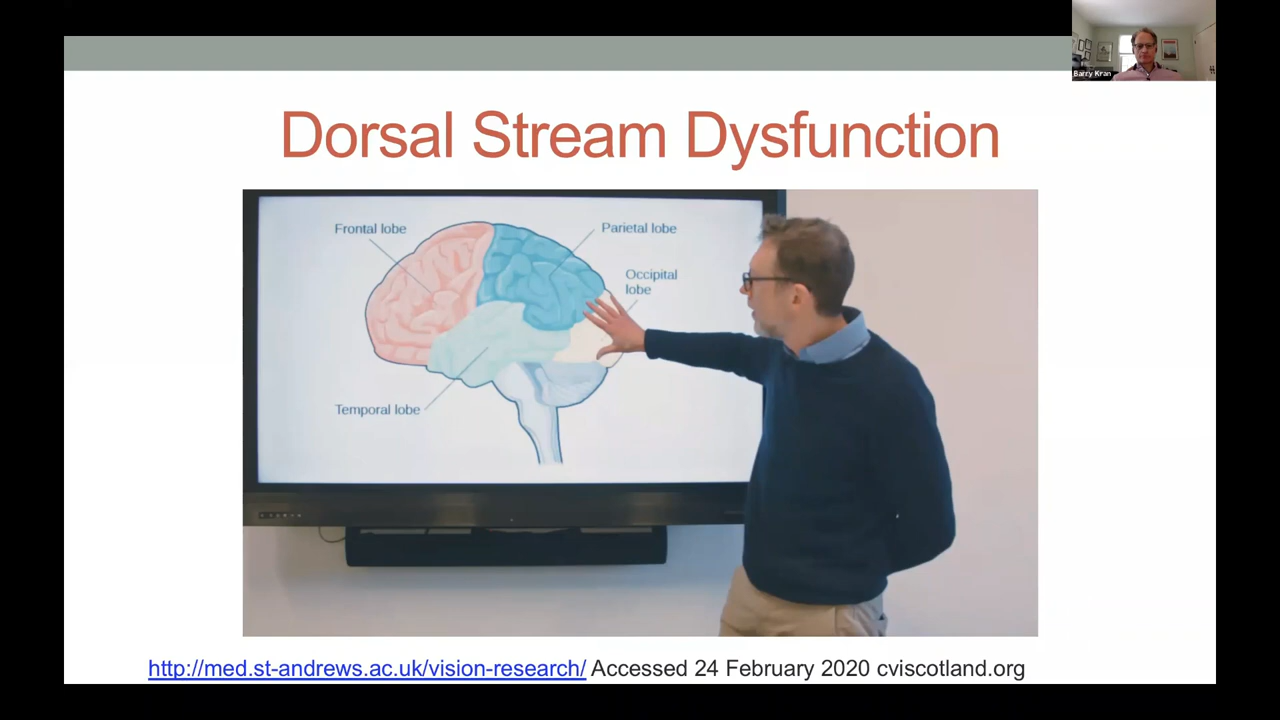 Barry Kran
Dorsal Stream Dysfunction
Frontal lobe
Parietal lobe
Occipital
lobe
Temporal lobe
http://med.st-andrews.ac.uk/vision-research/ Accessed 24 February 2020 cviscotland.org